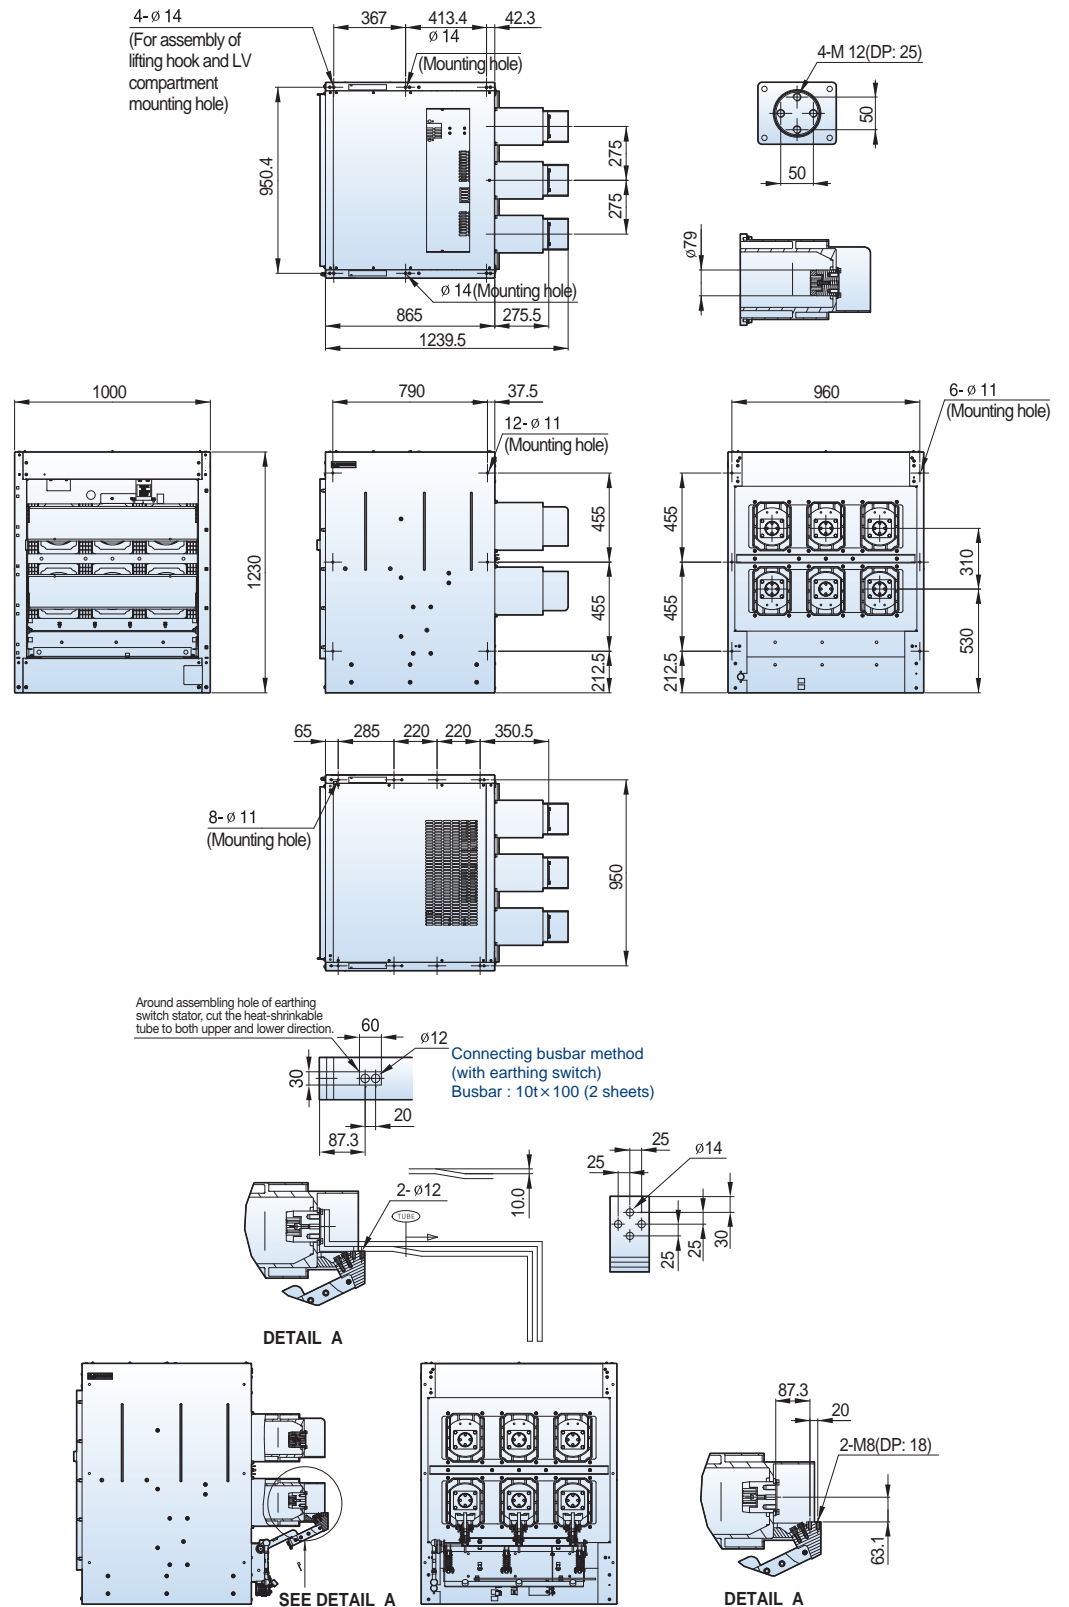 4- ø 14
(For assembly of
lifting hook and LV
compartment
mounting hole)
367
413.4
42.3
ø 14
(Mounting hole)
950.4
275
275
ø 14(Mounting hole)
865
275.5
1239.5
4-M 12(DP: 25)
50
50
ø79
1000
1230
790
37.5
12- ø 11
(Mounting hole)
455
455
212.5
960
6- ø 11
(Mounting hole)
455
455
212.5
310
530
65
285
220
220
350.5
8- ø 11
(Mounting hole)
950
Around assembling hole of earthing
switch stator, cut the heat-shrinkable
tube to both upper and lower direction.
60
ø12
30
20
87.3
Connecting busbar method
(with earthing switch)
Busbar : 10t×100 (2 sheets)
10.0
2- ø12
TUBE
DETAIL A
25
25
ø14
25
25
30
SEE DETAIL A
87.3
20
2-M8(DP: 18)
63.1
DETAIL A